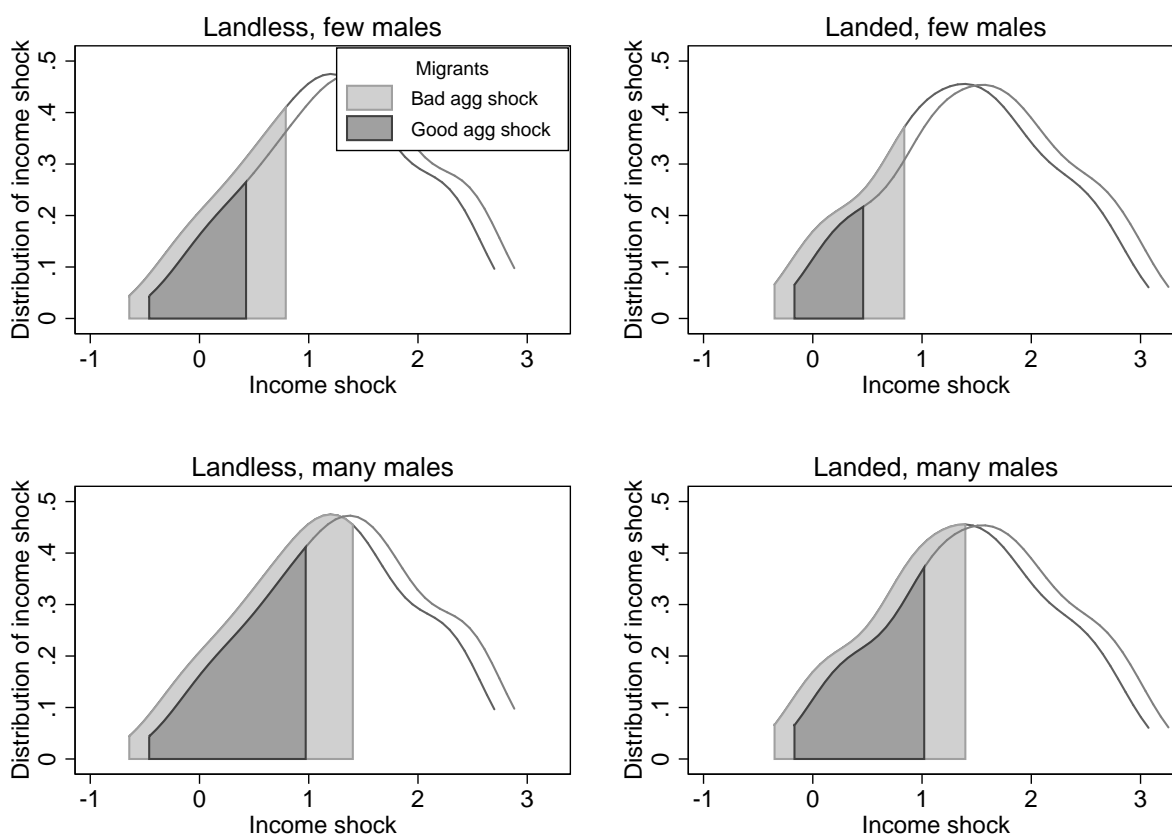 Landless, few males
Distribution of income shock
.5
.4
.3
.2
.1
0
Migrants
Bad agg shock
Good agg shock
-1 0 1 2 3
Income shock
Landed, few males
Distribution of income shock
.5
.4
.3
.2
.1
0
-1 0 1 2 3
Income shock
Landless, many males
Distribution of income shock
.5
.4
.3
.2
.1
0
-1 0 1 2 3
Income shock
Landed, many males
Distribution of income shock
.5
.4
.3
.2
.1
0
-1 0 1 2 3
Income shock